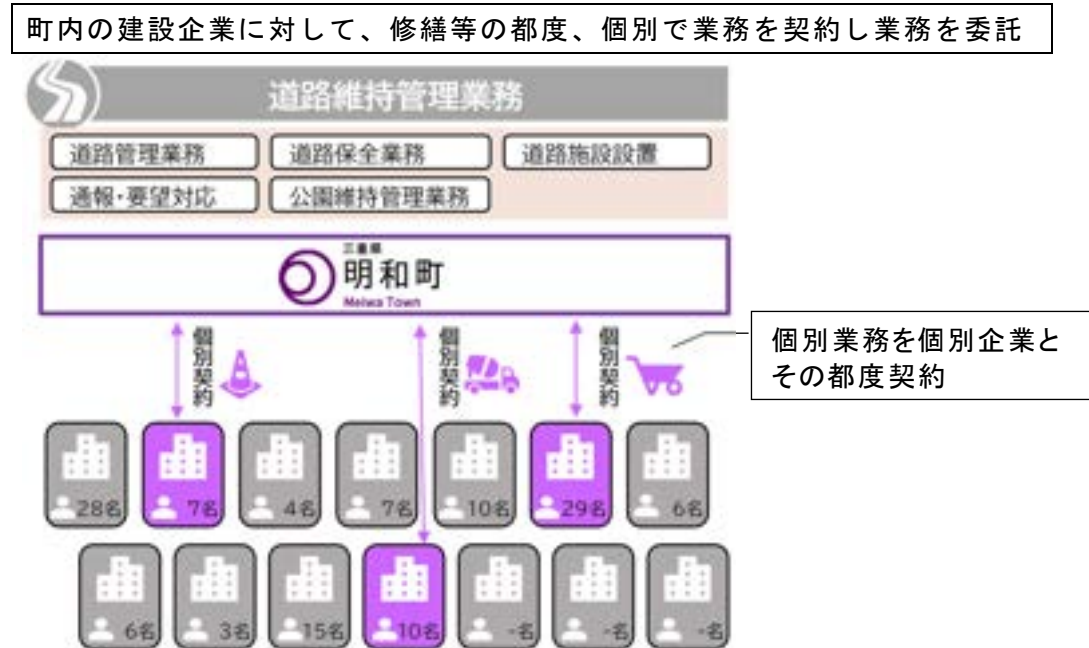 町内の建設企業に対して、修繕等の都度、個別で業務を契約し業務を委託
道路維持管理業務
道路管理業務
道路保全業務
道路施設設置
通報・要望対応
公園維持管理業務
三重県
明和町
Meiwa Town
個別契約
個別契約
個別契約
個別業務を個別企業と
その都度契約
28名
7名
4名
7名
10名
29名
6名
6名
3名
15名
10名
-名
-名
-名